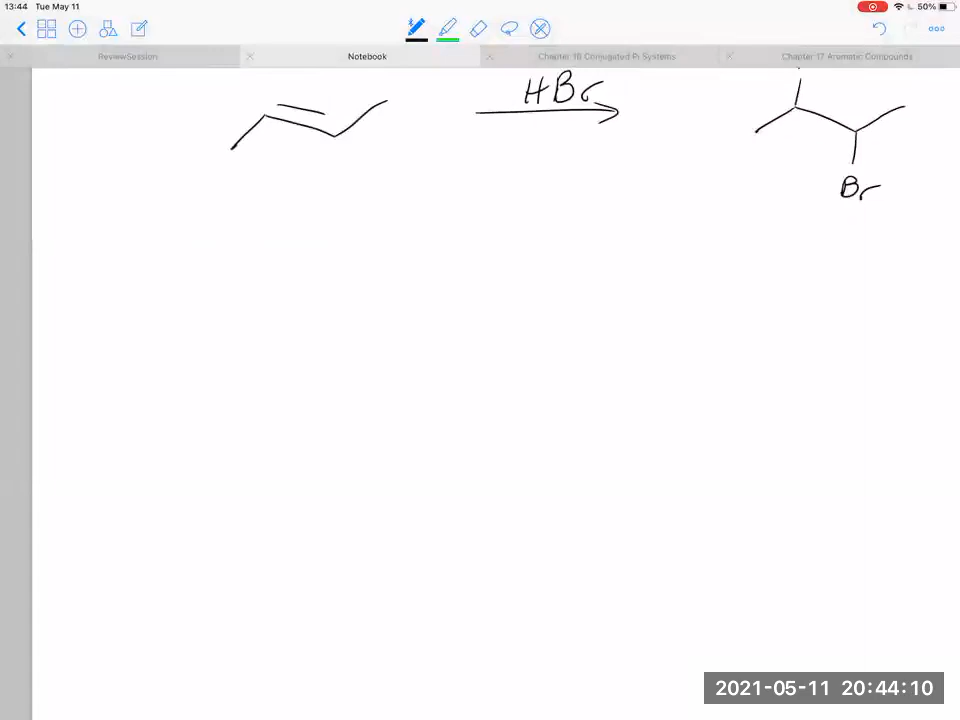 13:44 Tue May 11
50%
ReviewSession
Notebook
Chapter 16 Conjugated Pi Systems
Chapter 17 Aromatic Compounds
HBr
Br
2021-05-11 20:44:10